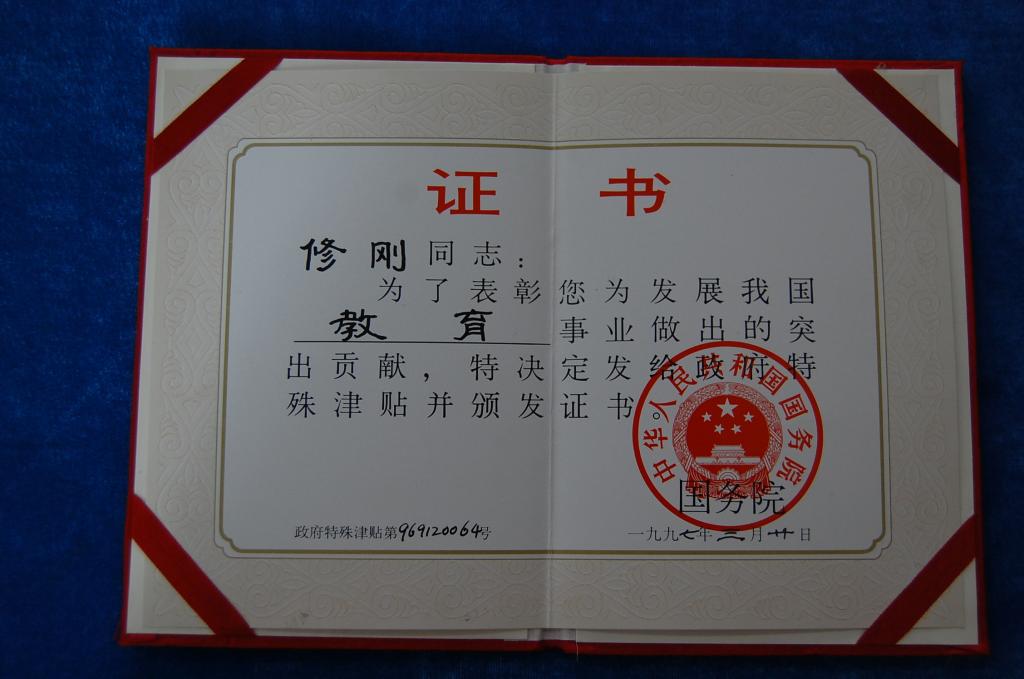 证书
修刚同志：
为了表彰您为发展我国
教育事业做出的突
出贡献，特决定发给政府特
殊津贴并颁发证书。
中华人民共和国国务院
国务院
政府特殊津贴第969120064号
一九九七年三月廿日